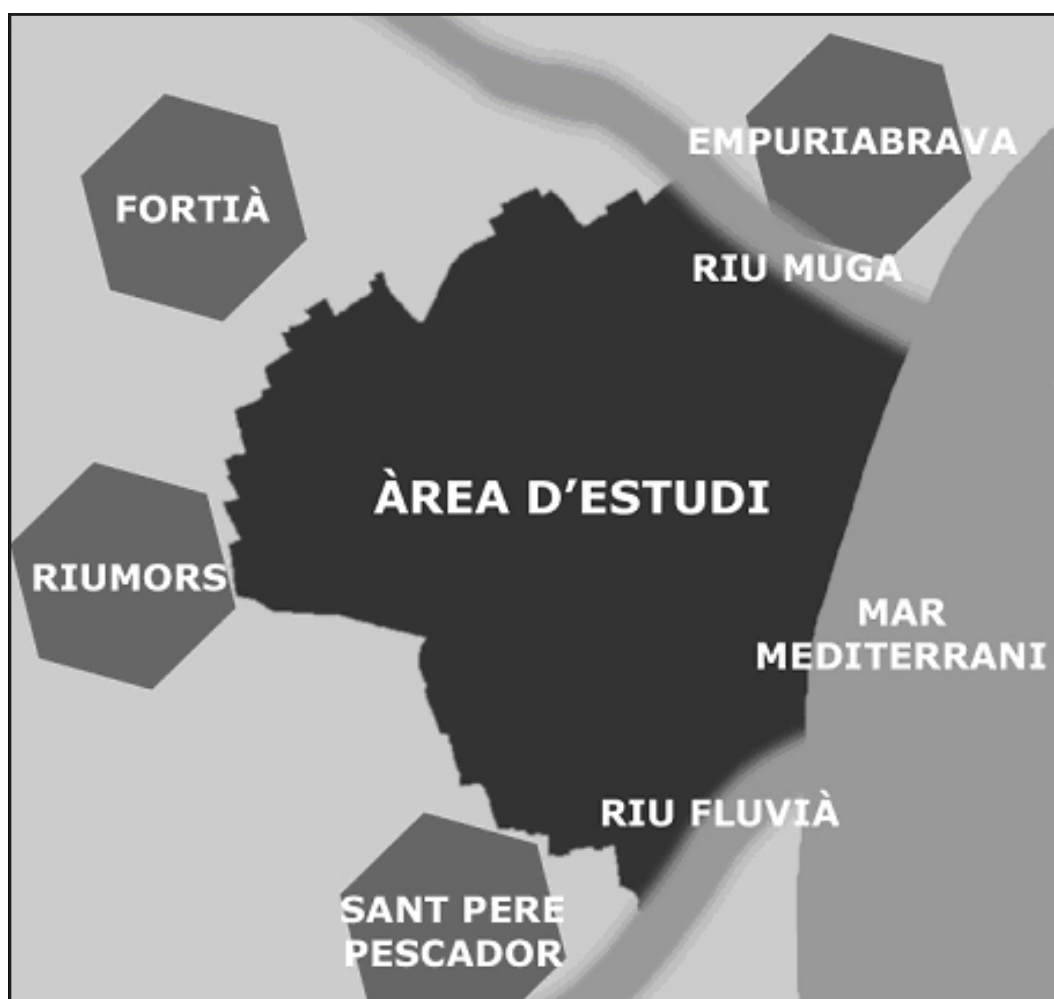 EMPURIABRAVA
FORTIÀ
RIU MUGA
ÀREA D’ESTUDI
RIUMORS
MAR
MEDITERRANI
RIU FLUVIÀ
SANT PERE
PESCADOR